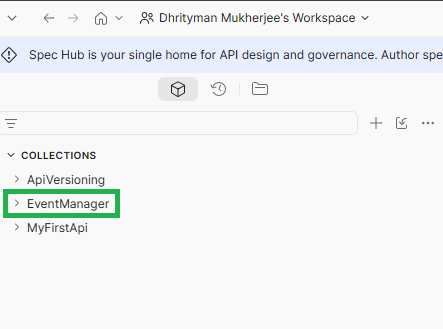 Dhrityman Mukherjee's Workspace
Spec Hub is your single home for API design and governance. Author spe
COLLECTIONS
ApiVersioning
EventManager
MyFirstApi